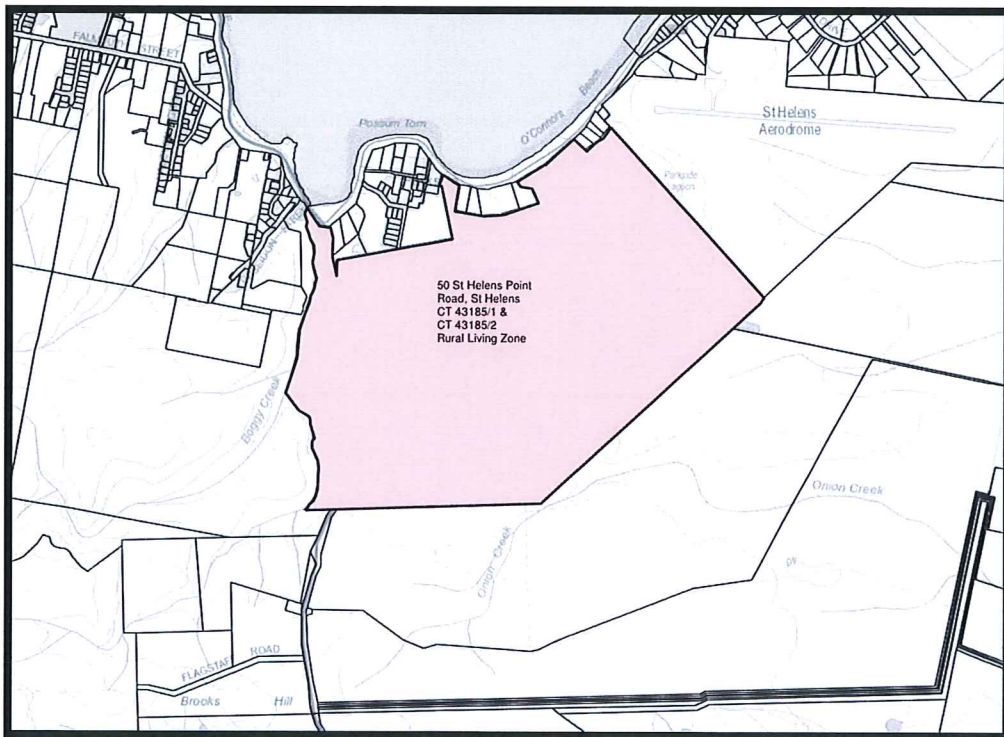 FALMOUTH STREET
Possum Tom
O'Connors Beach
St Helens
Aerodrome
Parkside
Lagoon
50 St Helens Point
Road, St Helens
CT 43185/1 &
CT 43185/2
Rural Living Zone
Boggy Creek
Onion Creek
Onion Creek
FLAGSTAFF ROAD
Brooks Hill